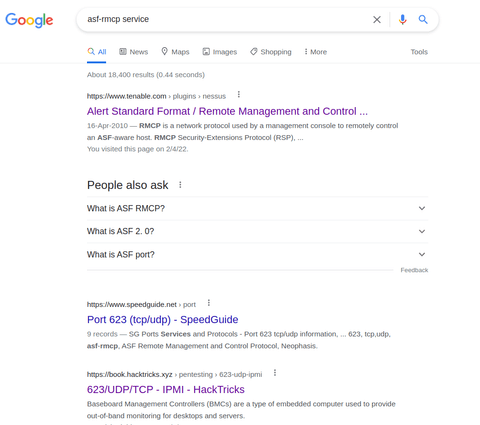 Google
asf-rmcp service
All News Maps Images Shopping More Tools
About 18,400 results (0.44 seconds)
https://www.tenable.com › plugins › nessus
Alert Standard Format / Remote Management and Control ...
16-Apr-2010 — RMCP is a network protocol used by a management console to remotely control
an ASF-aware host. RMCP Security-Extensions Protocol (RSP), ...
You visited this page on 2/4/22.
People also ask
What is ASF RMCP?
What is ASF 2. 0?
What is ASF port?
Feedback
https://www.speedguide.net › port
Port 623 (tcp/udp) - SpeedGuide
9 records — SG Ports Services and Protocols - Port 623 tcp/udp information, ... 623, tcp,udp,
asf-rmcp, ASF Remote Management and Control Protocol, Neophasis.
https://book.hacktricks.xyz › pentesting › 623-udp-ipmi
623/UDP/TCP - IPMI - HackTricks
Baseboard Management Controllers (BMCs) are a type of embedded computer used to provide
out-of-band monitoring for desktops and servers.